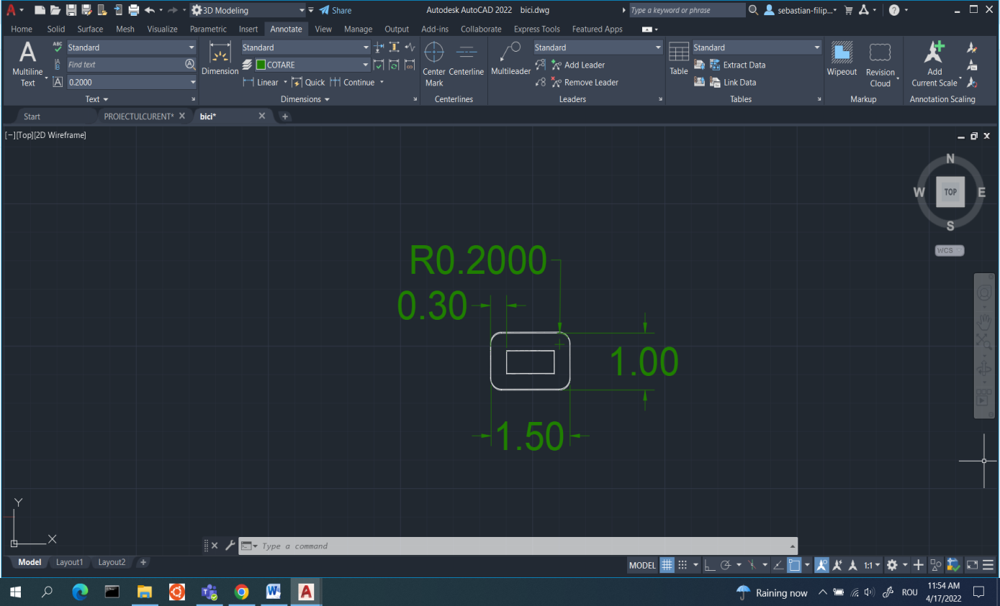 Autodesk AutoCAD 2022 bici.dwg
3D Modeling
Share
Type a keyword or phrase
sebastian-filip...
Home Solid Surface Mesh Visualize Parametric Insert Annotate View Manage Output Add-ins Collaborate Express Tools Featured Apps
Multiline Text
ABC
Standard
Find text
0.2000
Text
Dimension
Standard
COTARE
Linear Quick Continue
Dimensions
Center Mark
Centerline
Centerlines
Multileader
Standard
Add Leader
Remove Leader
Leaders
Table
Standard
Extract Data
Link Data
Tables
Wipeout
Revision Cloud
Markup
Add Current Scale
Annotation Scaling
Start PROIECTULCURENT* bici*
[−][Top][2D Wireframe]
N
W TOP E
S
WCS
R0.2000
0.30
1.00
1.50
Y
X
Type a command
Model Layout1 Layout2
MODEL
1:1
Raining now
ROU
11:54 AM
4/17/2022